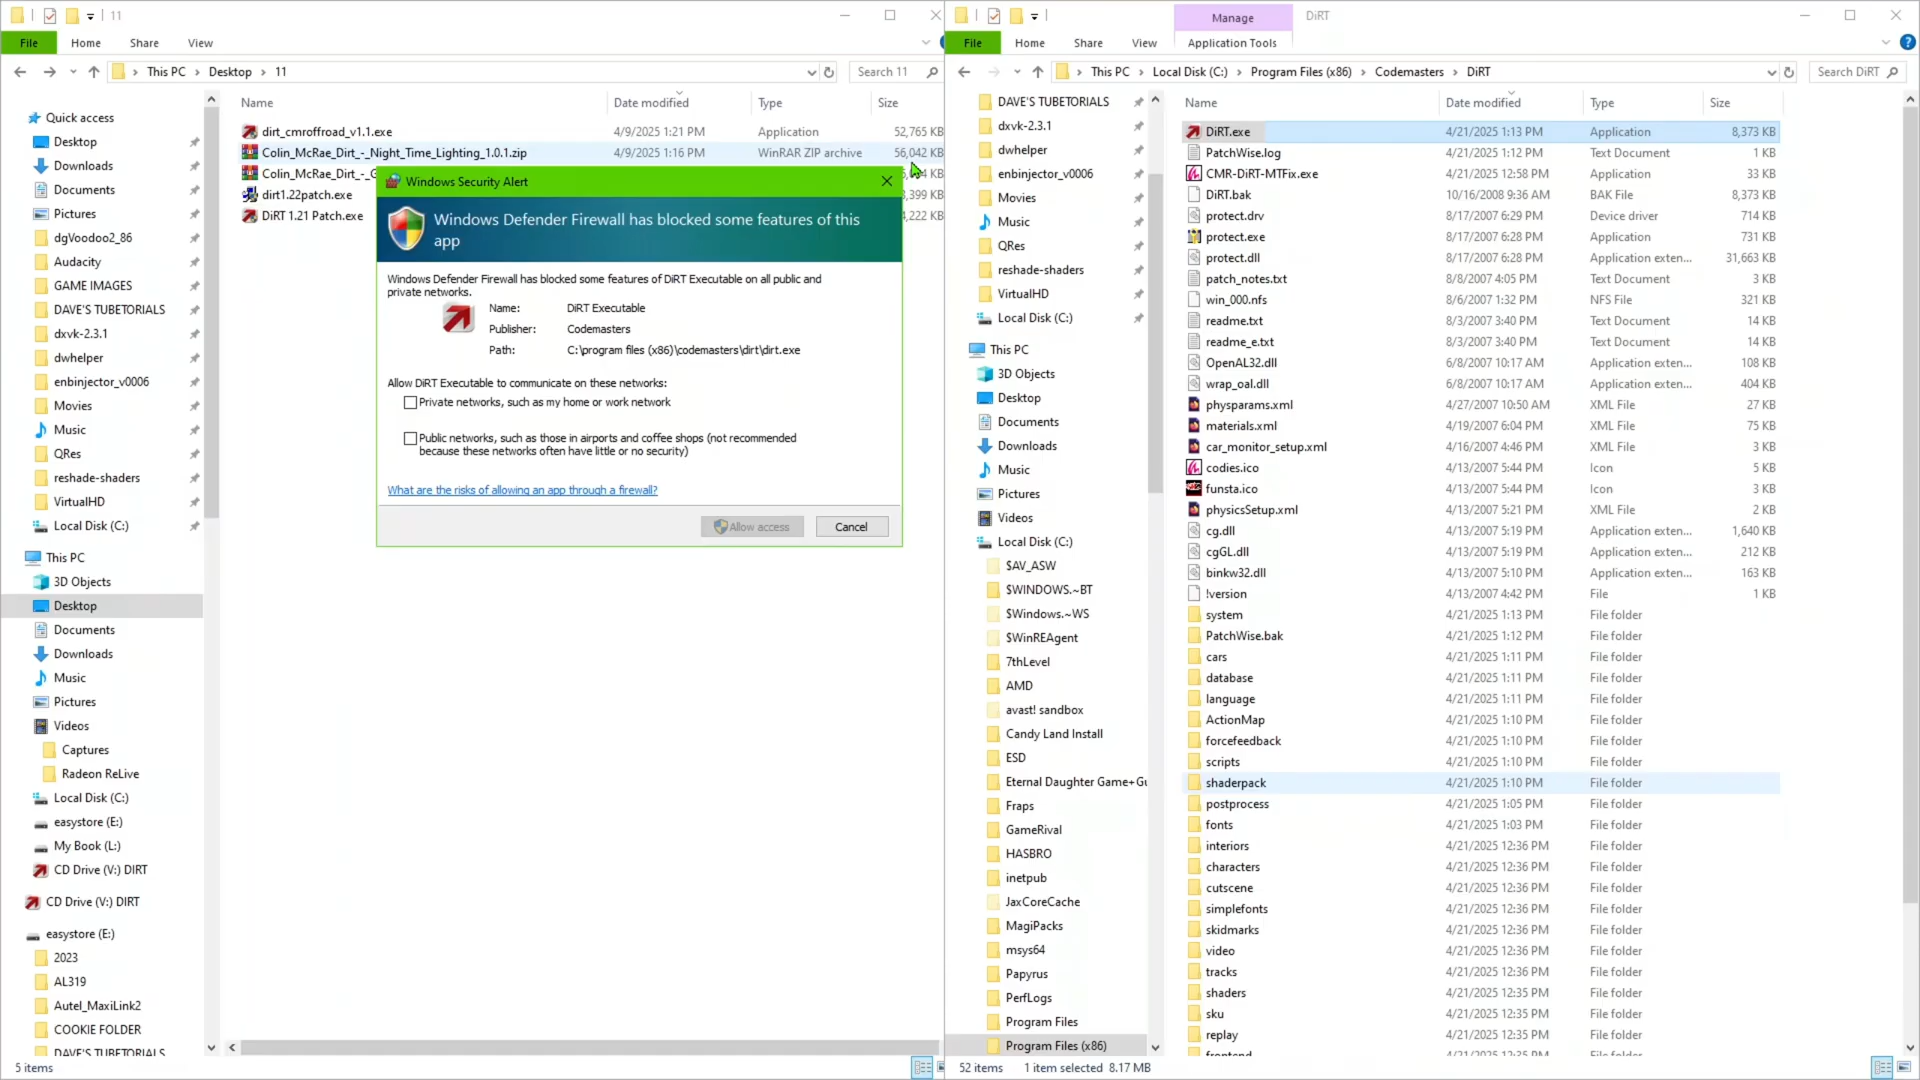 11
File
Home
Share
View
This PC
Desktop
11
Search 11
Quick access
Desktop
Downloads
Documents
Pictures
dgVoodoo2_86
Audacity
GAME IMAGES
DAVE'S TUBETORIALS
dxvk-2.3.1
dwhelper
enbinjector_v0006
Movies
Music
QRes
reshade-shaders
VirtualHD
Local Disk (C:)
This PC
3D Objects
Desktop
Documents
Downloads
Music
Pictures
Videos
Captures
Radeon ReLive
Local Disk (C:)
easystore (E:)
My Book (L:)
CD Drive (V:) DIRT
CD Drive (V:) DIRT
easystore (E:)
2023
AL319
Autel_MaxiLink2
COOKIE FOLDER
DAVE'S TUBETORIALS
5 items
Name Date modified Type Size
dirt_cmroffroad_v1.1.exe 4/9/2025 1:21 PM Application 52,765 KB
Colin_McRae_Dirt_-_Night_Time_Lighting_1.0.1.zip 4/9/2025 1:16 PM WinRAR ZIP archive 56,042 KB
Colin_McRae_Dirt_-_G
dirt1.22patch.exe
DiRT 1.21 Patch.exe
Windows Security Alert
Windows Defender Firewall has blocked some features of this
app
Windows Defender Firewall has blocked some features of DiRT Executable on all public and
private networks.
Name: DiRT Executable
Publisher: Codemasters
Path: C:\program files (x86)\codemasters\dirt\dirt.exe
Allow DiRT Executable to communicate on these networks:
Private networks, such as my home or work network
Public networks, such as those in airports and coffee shops (not recommended
because these networks often have little or no security)
What are the risks of allowing an app through a firewall?
Allow access
Cancel
Manage
DiRT
File
Home
Share
View
Application Tools
This PC
Local Disk (C:)
Program Files (x86)
Codemasters
DiRT
Search DiRT
DAVE'S TUBETORIALS
dxvk-2.3.1
dwhelper
enbinjector_v0006
Movies
Music
QRes
reshade-shaders
VirtualHD
Local Disk (C:)
This PC
3D Objects
Desktop
Documents
Downloads
Music
Pictures
Videos
Local Disk (C:)
$AV_ASW
$WINDOWS.~BT
$Windows.~WS
$WinREAgent
7thLevel
AMD
avast! sandbox
Candy Land Install
ESD
Eternal Daughter Game+Gu
Fraps
GameRival
HASBRO
inetpub
JaxCoreCache
MagiPacks
msys64
Papyrus
PerfLogs
Program Files
Program Files (x86)
Name Date modified Type Size
DiRT.exe 4/21/2025 1:13 PM Application 8,373 KB
PatchWise.log 4/21/2025 1:12 PM Text Document 1 KB
CMR-DiRT-MTFix.exe 4/21/2025 12:58 PM Application 33 KB
DiRT.bak 10/16/2008 9:36 AM BAK File 8,373 KB
protect.drv 8/17/2007 6:29 PM Device driver 714 KB
protect.exe 8/17/2007 6:28 PM Application 731 KB
protect.dll 8/17/2007 6:28 PM Application exten... 31,663 KB
patch_notes.txt 8/8/2007 4:05 PM Text Document 3 KB
win_000.nfs 8/6/2007 1:32 PM NFS File 321 KB
readme.txt 8/3/2007 3:40 PM Text Document 14 KB
readme_e.txt 8/3/2007 3:40 PM Text Document 14 KB
OpenAL32.dll 6/8/2007 10:17 AM Application exten... 108 KB
wrap_oal.dll 6/8/2007 10:17 AM Application exten... 404 KB
physparams.xml 4/27/2007 10:50 AM XML File 27 KB
materials.xml 4/19/2007 6:04 PM XML File 75 KB
car_monitor_setup.xml 4/16/2007 4:46 PM XML File 3 KB
codies.ico 4/13/2007 5:44 PM Icon 5 KB
funsta.ico 4/13/2007 5:44 PM Icon 3 KB
physicsSetup.xml 4/13/2007 5:21 PM XML File 2 KB
cg.dll 4/13/2007 5:19 PM Application exten... 1,640 KB
cgGL.dll 4/13/2007 5:19 PM Application exten... 212 KB
binkw32.dll 4/13/2007 5:10 PM Application exten... 163 KB
!version 4/13/2007 4:42 PM File 1 KB
system 4/21/2025 1:13 PM File folder
PatchWise.bak 4/21/2025 1:12 PM File folder
cars 4/21/2025 1:11 PM File folder
database 4/21/2025 1:11 PM File folder
language 4/21/2025 1:11 PM File folder
ActionMap 4/21/2025 1:10 PM File folder
forcefeedback 4/21/2025 1:10 PM File folder
scripts 4/21/2025 1:10 PM File folder
shaderpack 4/21/2025 1:10 PM File folder
postprocess 4/21/2025 1:05 PM File folder
fonts 4/21/2025 1:03 PM File folder
interiors 4/21/2025 12:36 PM File folder
characters 4/21/2025 12:36 PM File folder
cutscene 4/21/2025 12:36 PM File folder
simplefonts 4/21/2025 12:36 PM File folder
skidmarks 4/21/2025 12:36 PM File folder
video 4/21/2025 12:36 PM File folder
tracks 4/21/2025 12:36 PM File folder
shaders 4/21/2025 12:35 PM File folder
sku 4/21/2025 12:35 PM File folder
replay 4/21/2025 12:35 PM File folder
frontend 4/21/2025 12:35 PM File folder
52 items 1 item selected 8.17 MB